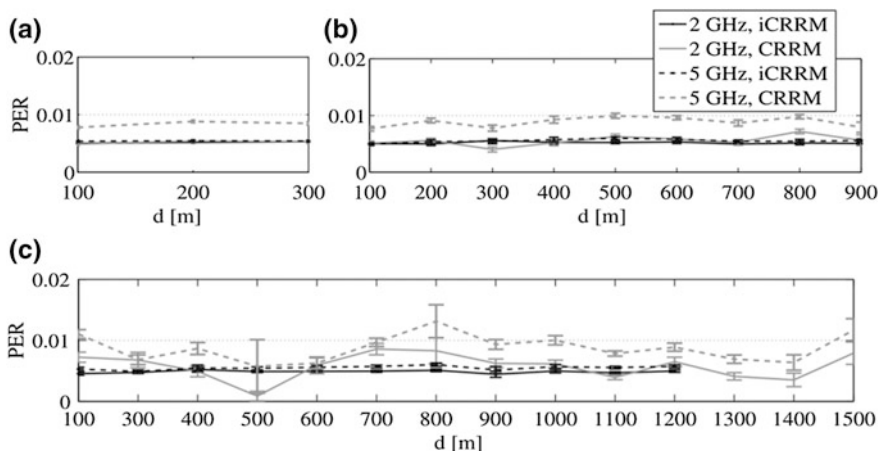 (a)
0.02
0.01
0
PER
100 200 300
d [m]
(b)
0.02
0.01
0
100 200 300 400 500 600 700 800 900
d [m]
2 GHz, iCRRM
2 GHz, CRRM
5 GHz, iCRRM
5 GHz, CRRM
(c)
0.02
0.01
0
PER
100 300 400 500 600 700 800 900 1000 1100 1200 1300 1400 1500
d [m]